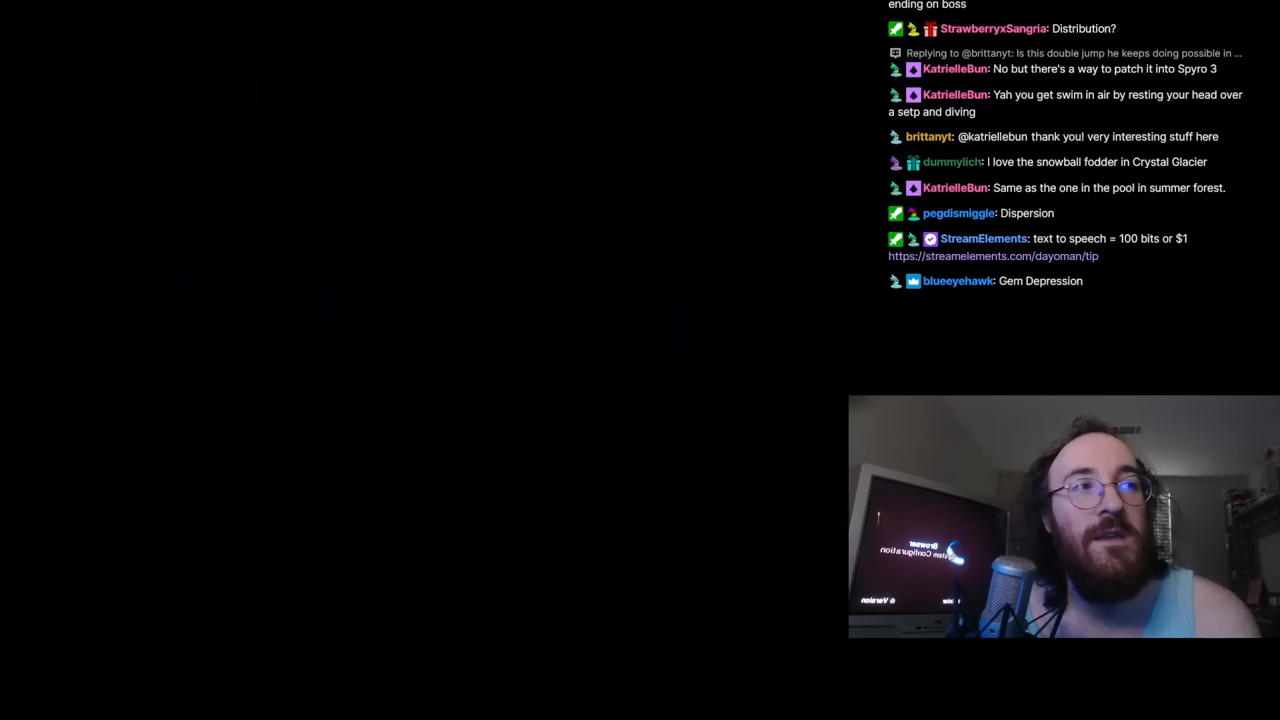 ending on boss
StrawberryxSangria: Distribution?
Replying to @brittanyt: Is this double jump he keeps doing possible in ...
KatrielleBun: No but there's a way to patch it into Spyro 3
KatrielleBun: Yah you get swim in air by resting your head over
a setp and diving
brittanyt: @katriellebun thank you! very interesting stuff here
dummylich: I love the snowball fodder in Crystal Glacier
KatrielleBun: Same as the one in the pool in summer forest.
pegdismiggle: Dispersion
StreamElements: text to speech = 100 bits or $1
https://streamelements.com/dayoman/tip
blueeyehawk: Gem Depression
Browser
System Configuration
Version